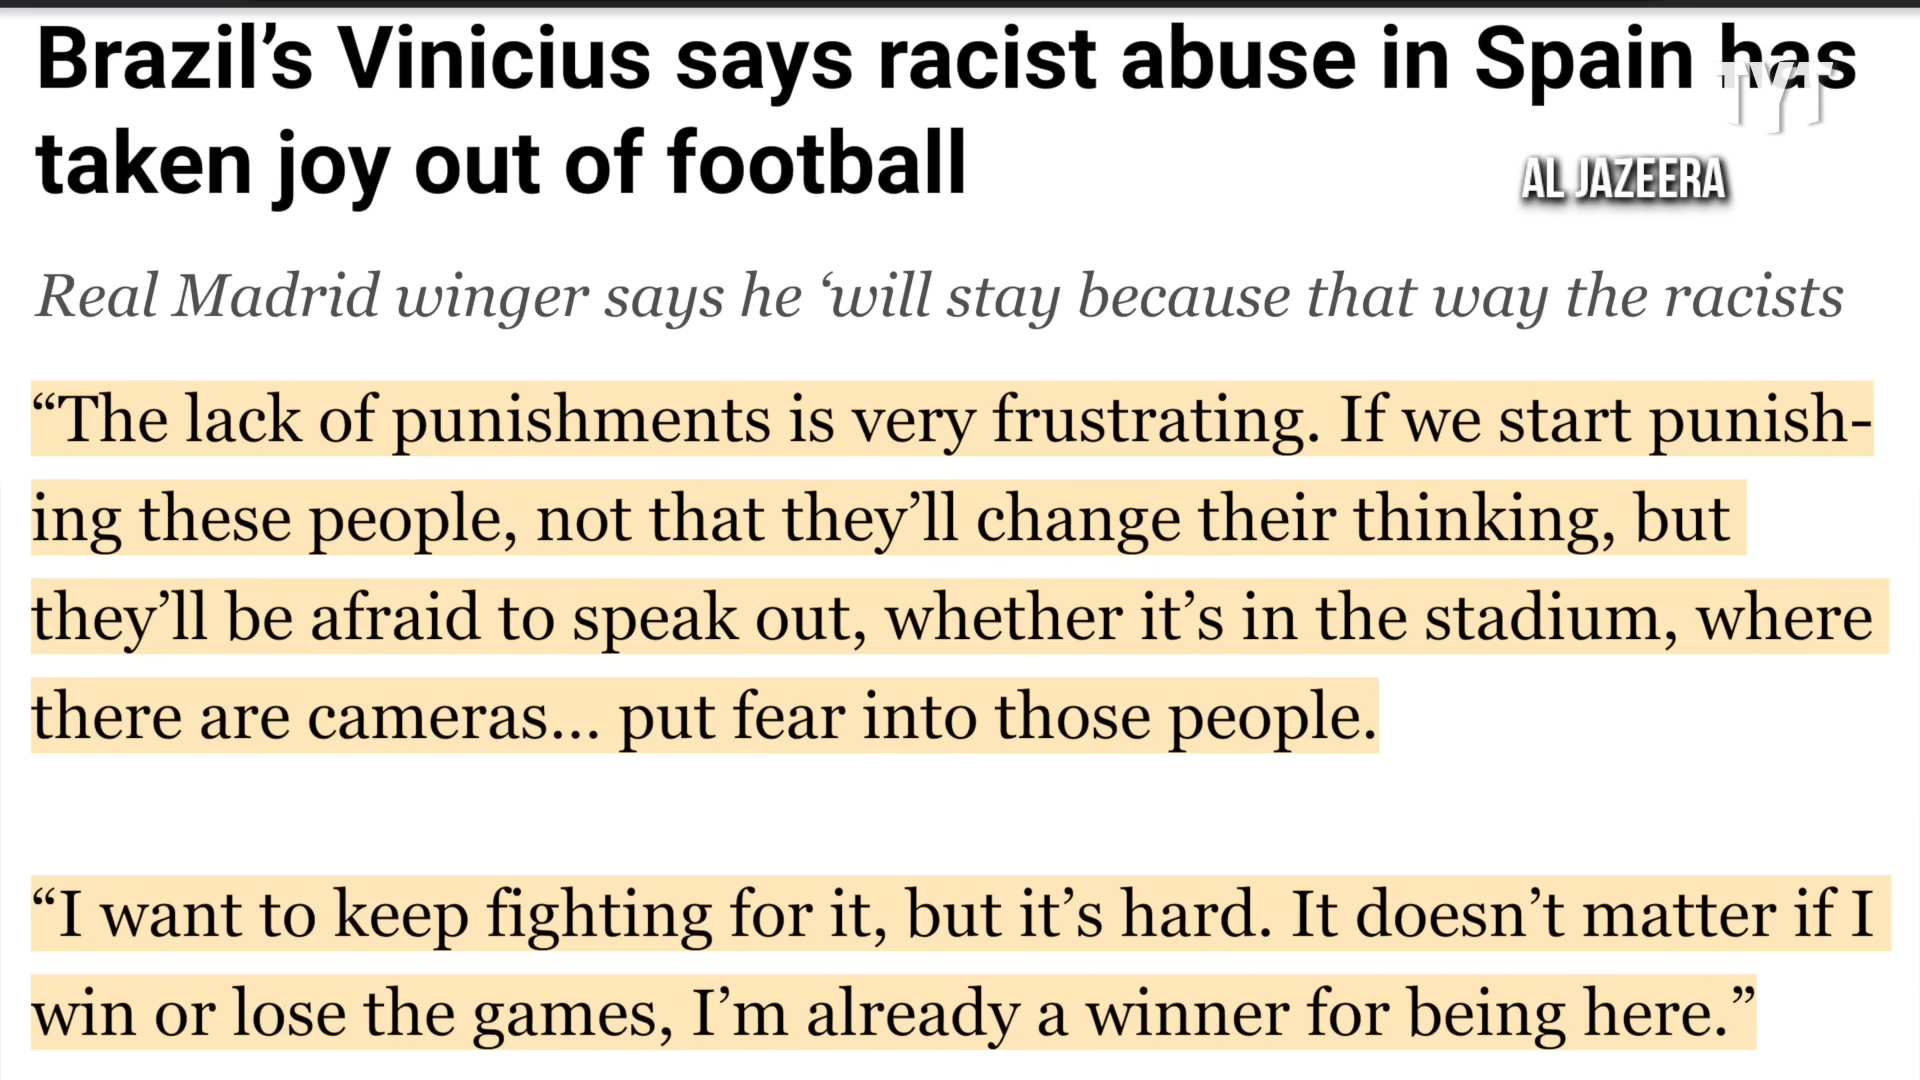 Brazil’s Vinicius says racist abuse in Spain has
TYT
taken joy out of football
AL JAZEERA
Real Madrid winger says he ‘will stay because that way the racists
“The lack of punishments is very frustrating. If we start punish-
ing these people, not that they’ll change their thinking, but
they’ll be afraid to speak out, whether it’s in the stadium, where
there are cameras… put fear into those people.
“I want to keep fighting for it, but it’s hard. It doesn’t matter if I
win or lose the games, I’m already a winner for being here.”